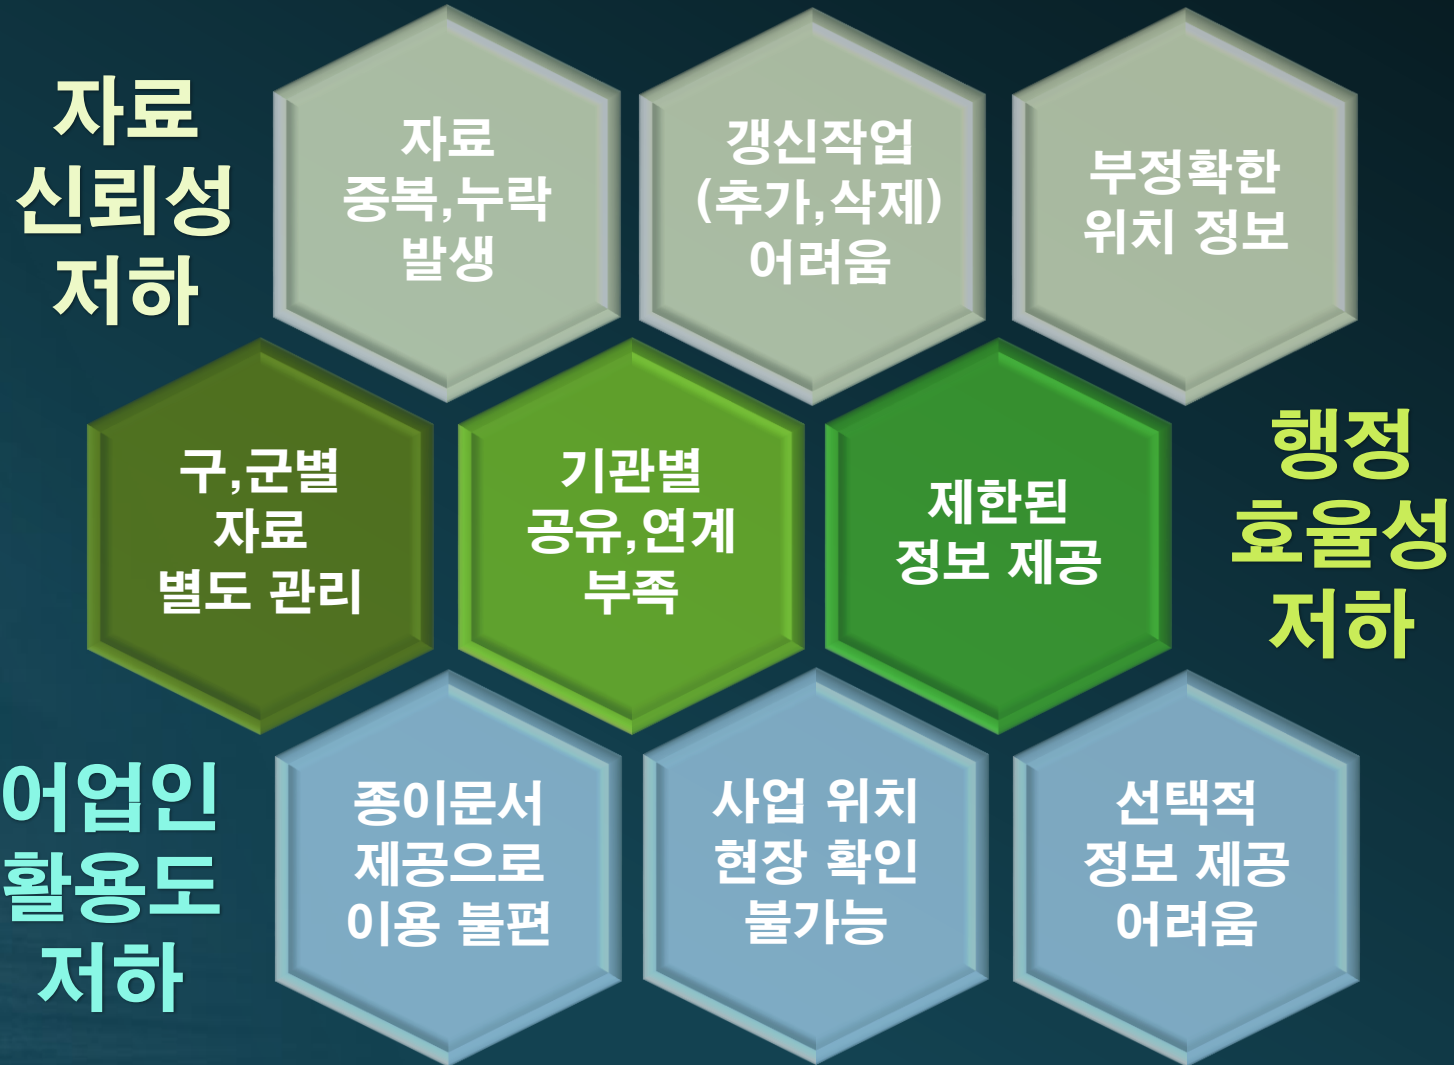 자료
신뢰성
저하
자료
중복,누락
발생
갱신작업
(추가,삭제)
어려움
부정확한
위치 정보
구,군별
자료
별도 관리
기관별
공유,연계
부족
제한된
정보 제공
행정
효율성
저하
어업인
활용도
저하
종이문서
제공으로
이용 불편
사업 위치
현장 확인
불가능
선택적
정보 제공
어려움